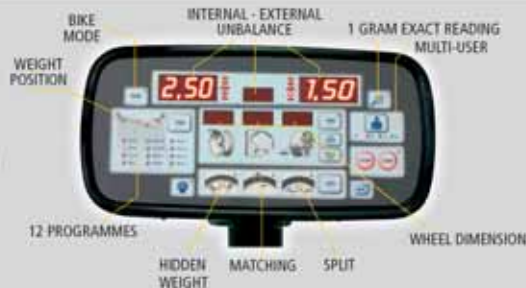 BIKE
MODE
INTERNAL - EXTERNAL
UNBALANCE
1 GRAM EXACT READING
MULTI-USER
WEIGHT
POSITION
2,50
1,50
12 PROGRAMMES
WHEEL DIMENSION
HIDDEN
WEIGHT
MATCHING
SPLIT